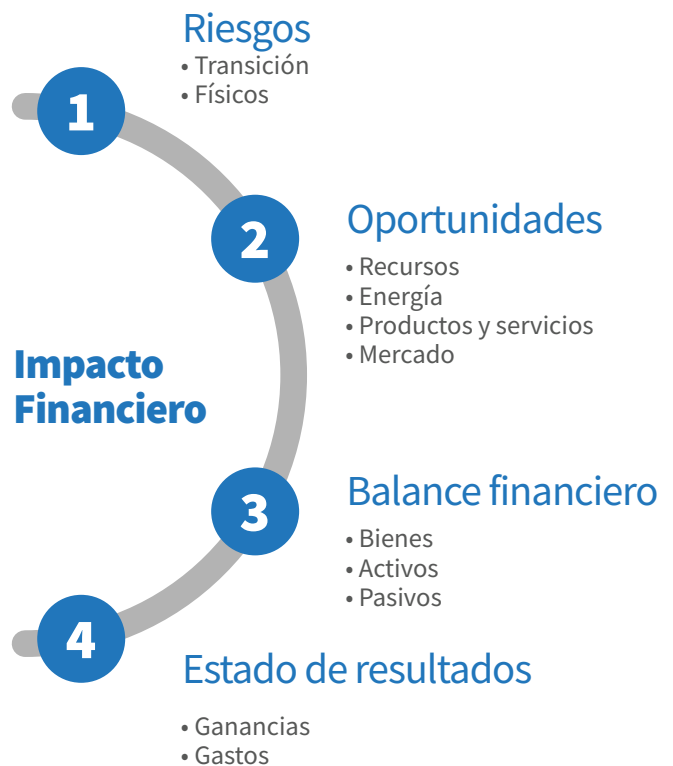 Riesgos
• Transición
• Físicos
1
2
Oportunidades
• Recursos
• Energía
• Productos y servicios
• Mercado
Impacto
Financiero
3
Balance financiero
• Bienes
• Activos
• Pasivos
4
Estado de resultados
• Ganancias
• Gastos